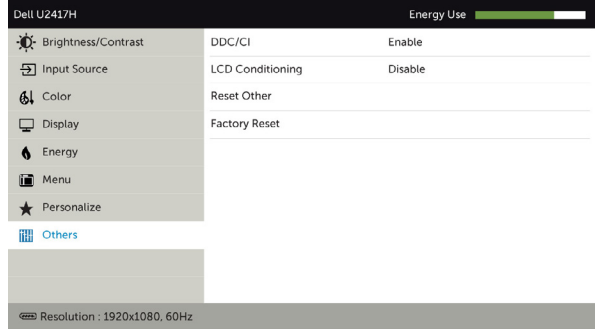 Dell U2417H Energy Use
Brightness/Contrast DDC/CI Enable
Input Source LCD Conditioning Disable
Color Reset Other
Display Factory Reset
Energy
Menu
Personalize
Others
Resolution : 1920x1080, 60Hz